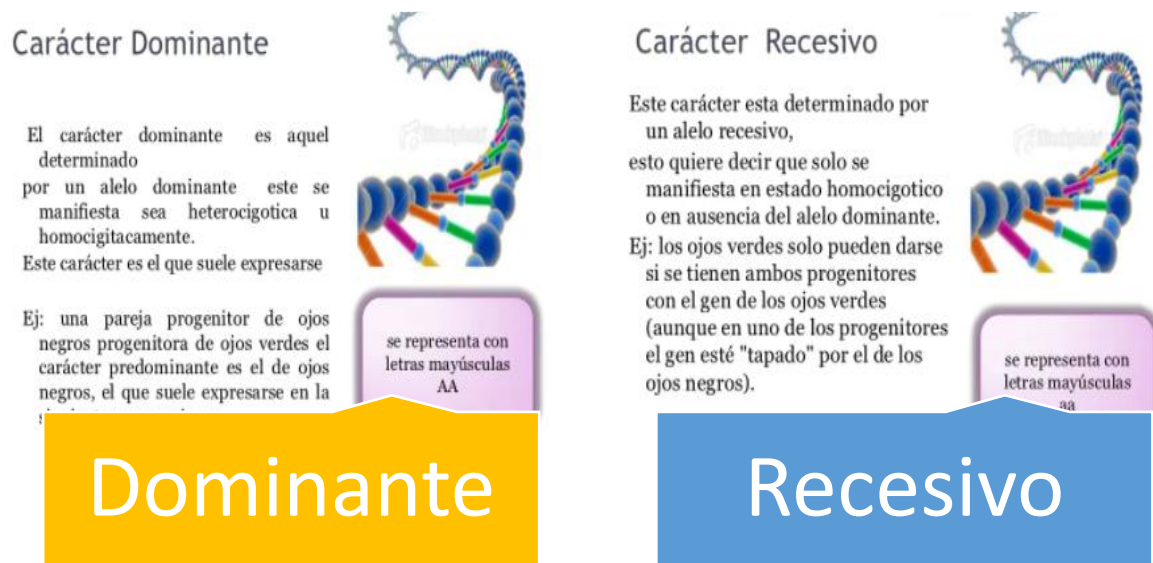 Carácter Dominante
El carácter dominante es aquel
determinado
por un alelo dominante este se
manifiesta sea heterocigotica u
homocigitacamente.
Este carácter es el que suele expresarse
Ej: una pareja progenitor de ojos
negros progenitora de ojos verdes el
carácter predominante es el de ojos
negros, el que suele expresarse en la
se representa con
letras mayúsculas
AA
Dominante
Carácter Recesivo
Este carácter esta determinado por
un alelo recesivo,
esto quiere decir que solo se
manifiesta en estado homocigotico
o en ausencia del alelo dominante.
Ej: los ojos verdes solo pueden darse
si se tienen ambos progenitores
con el gen de los ojos verdes
(aunque en uno de los progenitores
el gen esté "tapado" por el de los
ojos negros).
se representa con
letras mayúsculas
aa
Recesivo